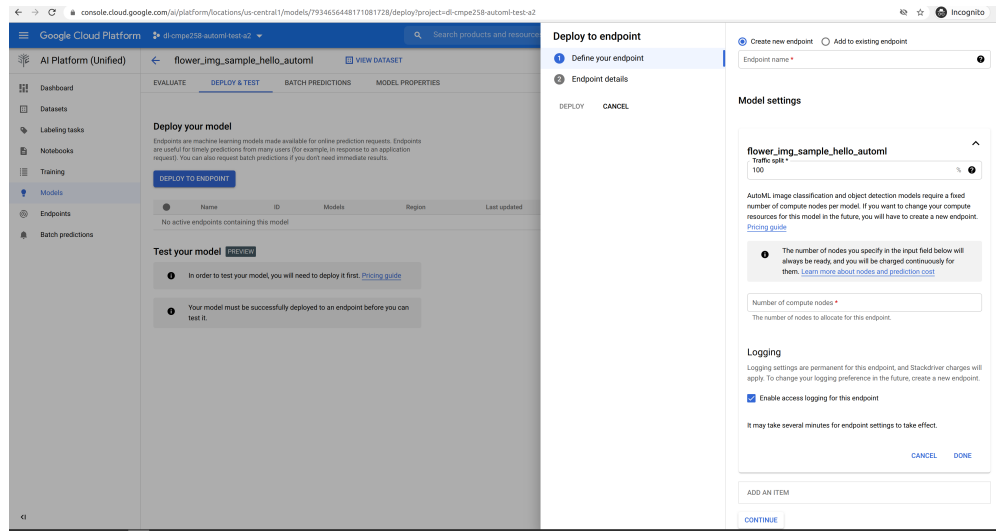 console.cloud.google.com/ai/platform/locations/us-central1/models/7934656448171081728/deploy?project=dl-cmpe258-automl-test-a2
Incognito
Google Cloud Platform
dl-cmpe258-automl-test-a2
Search products and resource
AI Platform (Unified)
Dashboard
Datasets
Labeling tasks
Notebooks
Training
Models
Endpoints
Batch predictions
flower_img_sample_hello_automl
VIEW DATASET
EVALUATE
DEPLOY & TEST
BATCH PREDICTIONS
MODEL PROPERTIES
Deploy your model
Endpoints are machine learning models made available for online prediction requests. Endpoints
are useful for timely predictions from many users (for example, in response to an application
request). You can also request batch predictions if you don't need immediate results.
DEPLOY TO ENDPOINT
Name
ID
Models
Region
Last updated
No active endpoints containing this model
Test your model PREVIEW
In order to test your model, you will need to deploy it first. Pricing guide
Your model must be successfully deployed to an endpoint before you can
test it.
Deploy to endpoint
1 Define your endpoint
2 Endpoint details
DEPLOY
CANCEL
Create new endpoint
Add to existing endpoint
Endpoint name *
Model settings
flower_img_sample_hello_automl
Traffic split *
100
%
AutoML image classification and object detection models require a fixed
number of compute nodes per model. If you want to change your compute
resources for this model in the future, you will have to create a new endpoint.
Pricing guide
The number of nodes you specify in the input field below will
always be ready, and you will be charged continuously for
them. Learn more about nodes and prediction cost
Number of compute nodes *
The number of nodes to allocate for this endpoint.
Logging
Logging settings are permanent for this endpoint, and Stackdriver charges will
apply. To change your logging preference in the future, create a new endpoint.
Enable access logging for this endpoint
It may take several minutes for endpoint settings to take effect.
CANCEL
DONE
ADD AN ITEM
CONTINUE